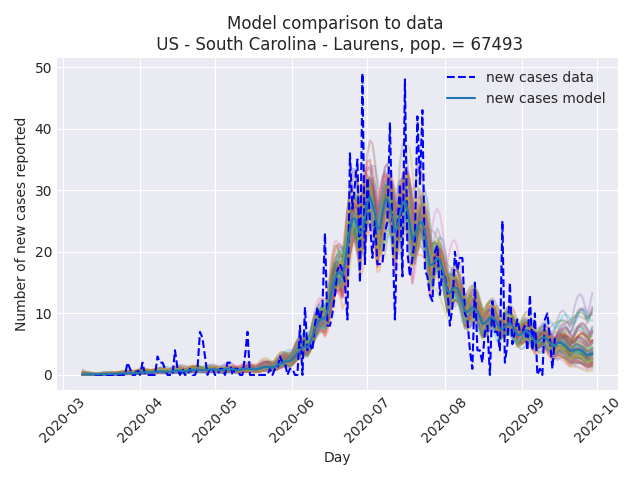 Model comparison to data
US - South Carolina - Laurens, pop. = 67493
new cases data
new cases model
Number of new cases reported
50
40
30
20
10
0
2020-03
2020-04
2020-05
2020-06
2020-07
2020-08
2020-09
2020-10
Day